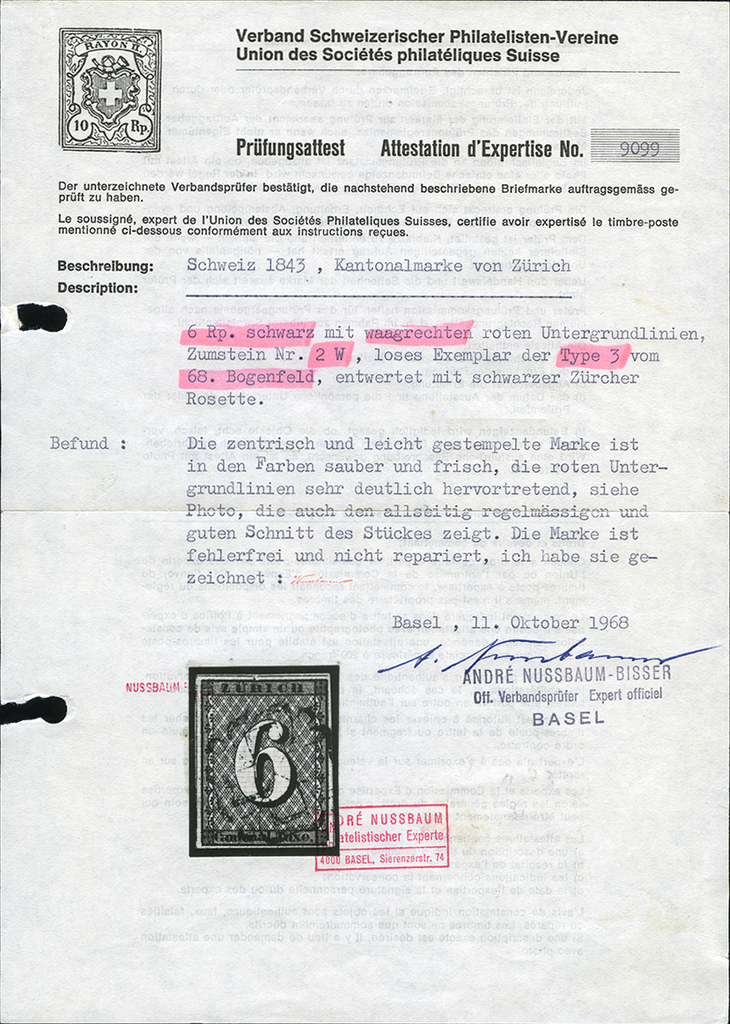 RAYON II.
10 Rp.
Verband Schweizerischer Philatelisten-Vereine
Union des Sociétés philatéliques Suisse
Prüfungsattest Attestation d'Expertise No. 9099
Der unterzeichnete Verbandsprüfer bestätigt, die nachstehend beschriebene Briefmarke auftragsgemäss ge-
prüft zu haben.
Le soussigné, expert de l'Union des Sociétés Philateliques Suisses, certifie avoir expertisé le timbre-poste
mentionné ci-dessous conformément aux instructions reçues.
Beschreibung: Schweiz 1843 , Kantonalmarke von Zürich
Description:
6 Rp. schwarz mit waagrechten roten Untergrundlinien,
Zumstein Nr. 2 W , loses Exemplar der Type 3 vom
68. Bogenfeld, entwertet mit schwarzer Zürcher
Rosette.
Befund : Die zentrisch und leicht gestempelte Marke ist
in den Farben sauber und frisch, die roten Unter-
grundlinien sehr deutlich hervortretend, siehe
Photo, die auch den allseitig regelmässigen und
guten Schnitt des Stückes zeigt. Die Marke ist
fehlerfrei und nicht repariert, ich habe sie ge-
zeichnet :
Basel , 11. Oktober 1968
A. Nussbaumer
ANDRÉ NUSSBAUM-BISSER
Off. Verbandsprüfer Expert officiel
BASEL
NUSSBAUM
ZÜRICH
6
DRÉ NUSSBAUM
atelistischer Experte
4000 BASEL, Sierenzerstr. 74